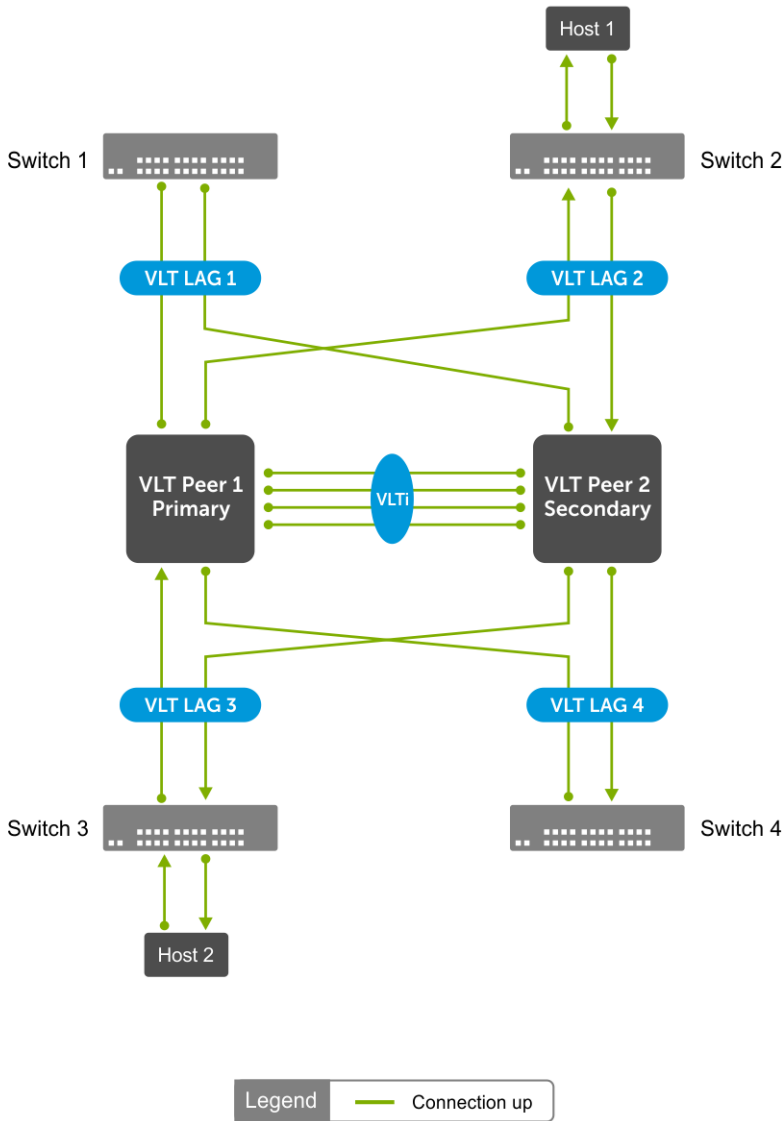 Host 1
Switch 1
Switch 2
VLT LAG 1
VLT LAG 2
VLT Peer 1
Primary
VLTi
VLT Peer 2
Secondary
VLT LAG 3
VLT LAG 4
Switch 3
Switch 4
Host 2
Legend
Connection up